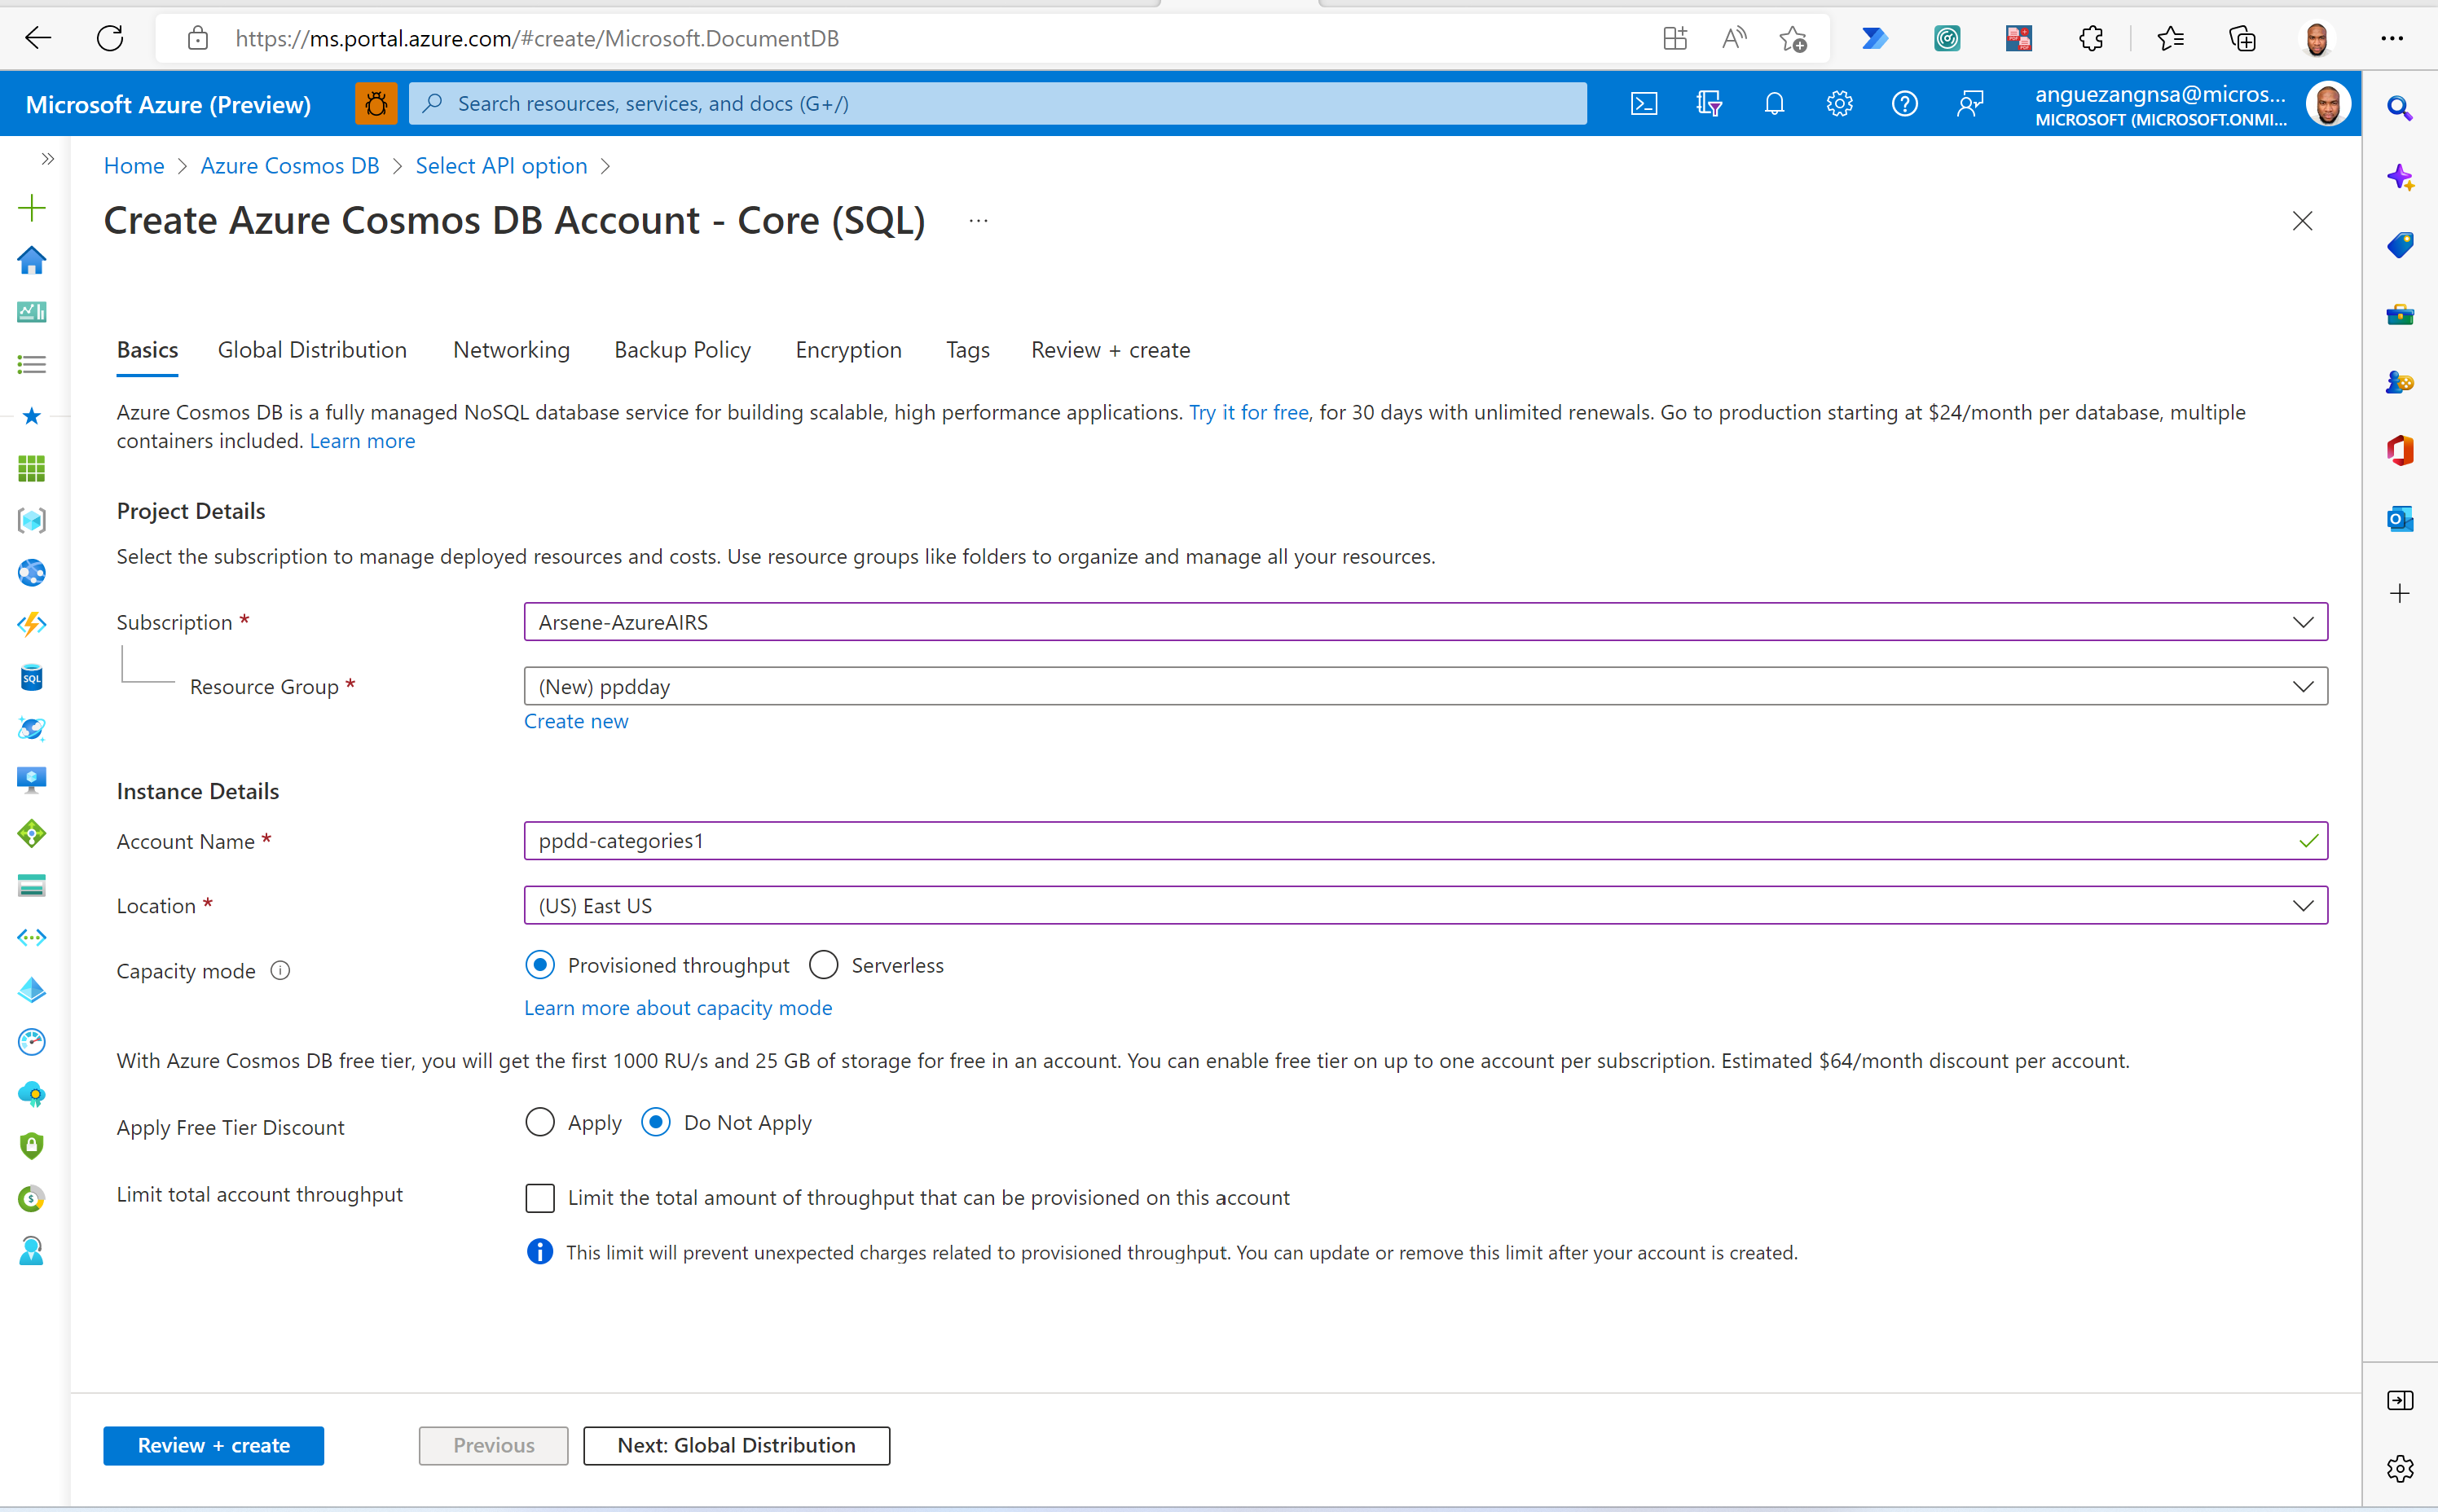 https://ms.portal.azure.com/#create/Microsoft.DocumentDB
Microsoft Azure (Preview)
Search resources, services, and docs (G+/)
anguezangnsa@micros...
MICROSOFT (MICROSOFT.ONMI...
Home > Azure Cosmos DB > Select API option >
Create Azure Cosmos DB Account - Core (SQL) ...
Basics Global Distribution Networking Backup Policy Encryption Tags Review + create
Azure Cosmos DB is a fully managed NoSQL database service for building scalable, high performance applications. Try it for free, for 30 days with unlimited renewals. Go to production starting at $24/month per database, multiple
containers included. Learn more
Project Details
Select the subscription to manage deployed resources and costs. Use resource groups like folders to organize and manage all your resources.
Subscription *
Arsene-AzureAIRS
Resource Group *
(New) ppdday
Create new
Instance Details
Account Name *
ppdd-categories1
Location *
(US) East US
Capacity mode
Provisioned throughput Serverless
Learn more about capacity mode
With Azure Cosmos DB free tier, you will get the first 1000 RU/s and 25 GB of storage for free in an account. You can enable free tier on up to one account per subscription. Estimated $64/month discount per account.
Apply Free Tier Discount
Apply Do Not Apply
Limit total account throughput
Limit the total amount of throughput that can be provisioned on this account
This limit will prevent unexpected charges related to provisioned throughput. You can update or remove this limit after your account is created.
Review + create Previous Next: Global Distribution